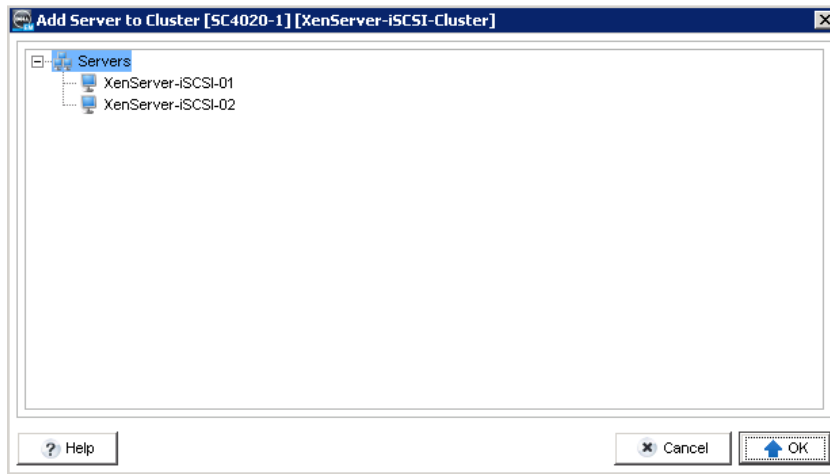 Add Server to Cluster [SC4020-1] [XenServer-iSCSI-Cluster]
Servers
XenServer-iSCSI-01
XenServer-iSCSI-02
? Help
Cancel
OK